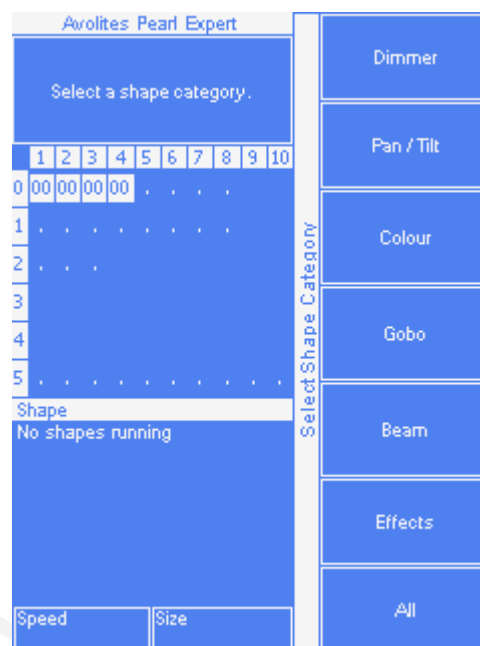 Avolites Pearl Expert
Select a shape category.
1 2 3 4 5 6 7 8 9 10
0 00 00 00 00 . . . .
1 . . . . . . . .
2 . . .
3
4
5 . . . . . . . . . .
Shape
No shapes running
Speed Size
Select Shape Category
Dimmer
Pan / Tilt
Colour
Gobo
Beam
Effects
All